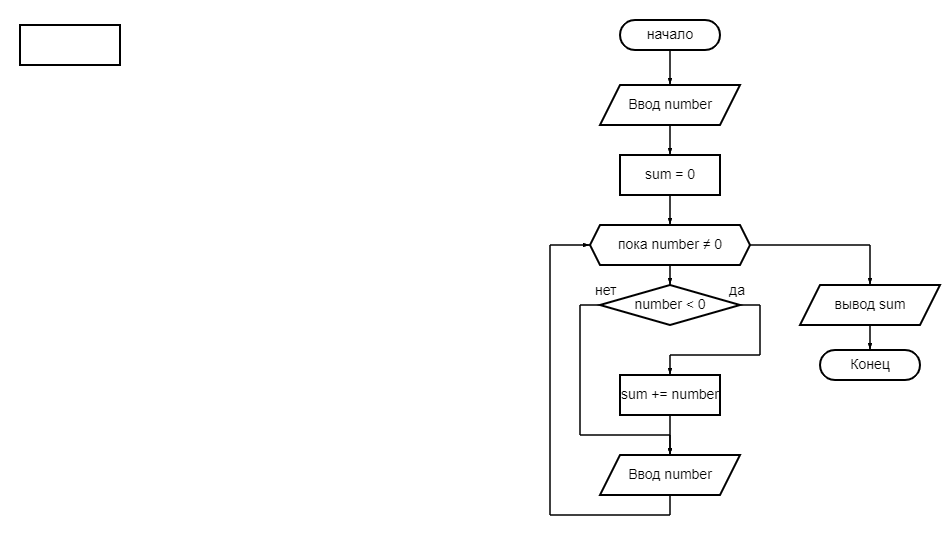 начало
Ввод number
sum = 0
пока number ≠ 0
нет
да
number < 0
вывод sum
Конец
sum += number
Ввод number